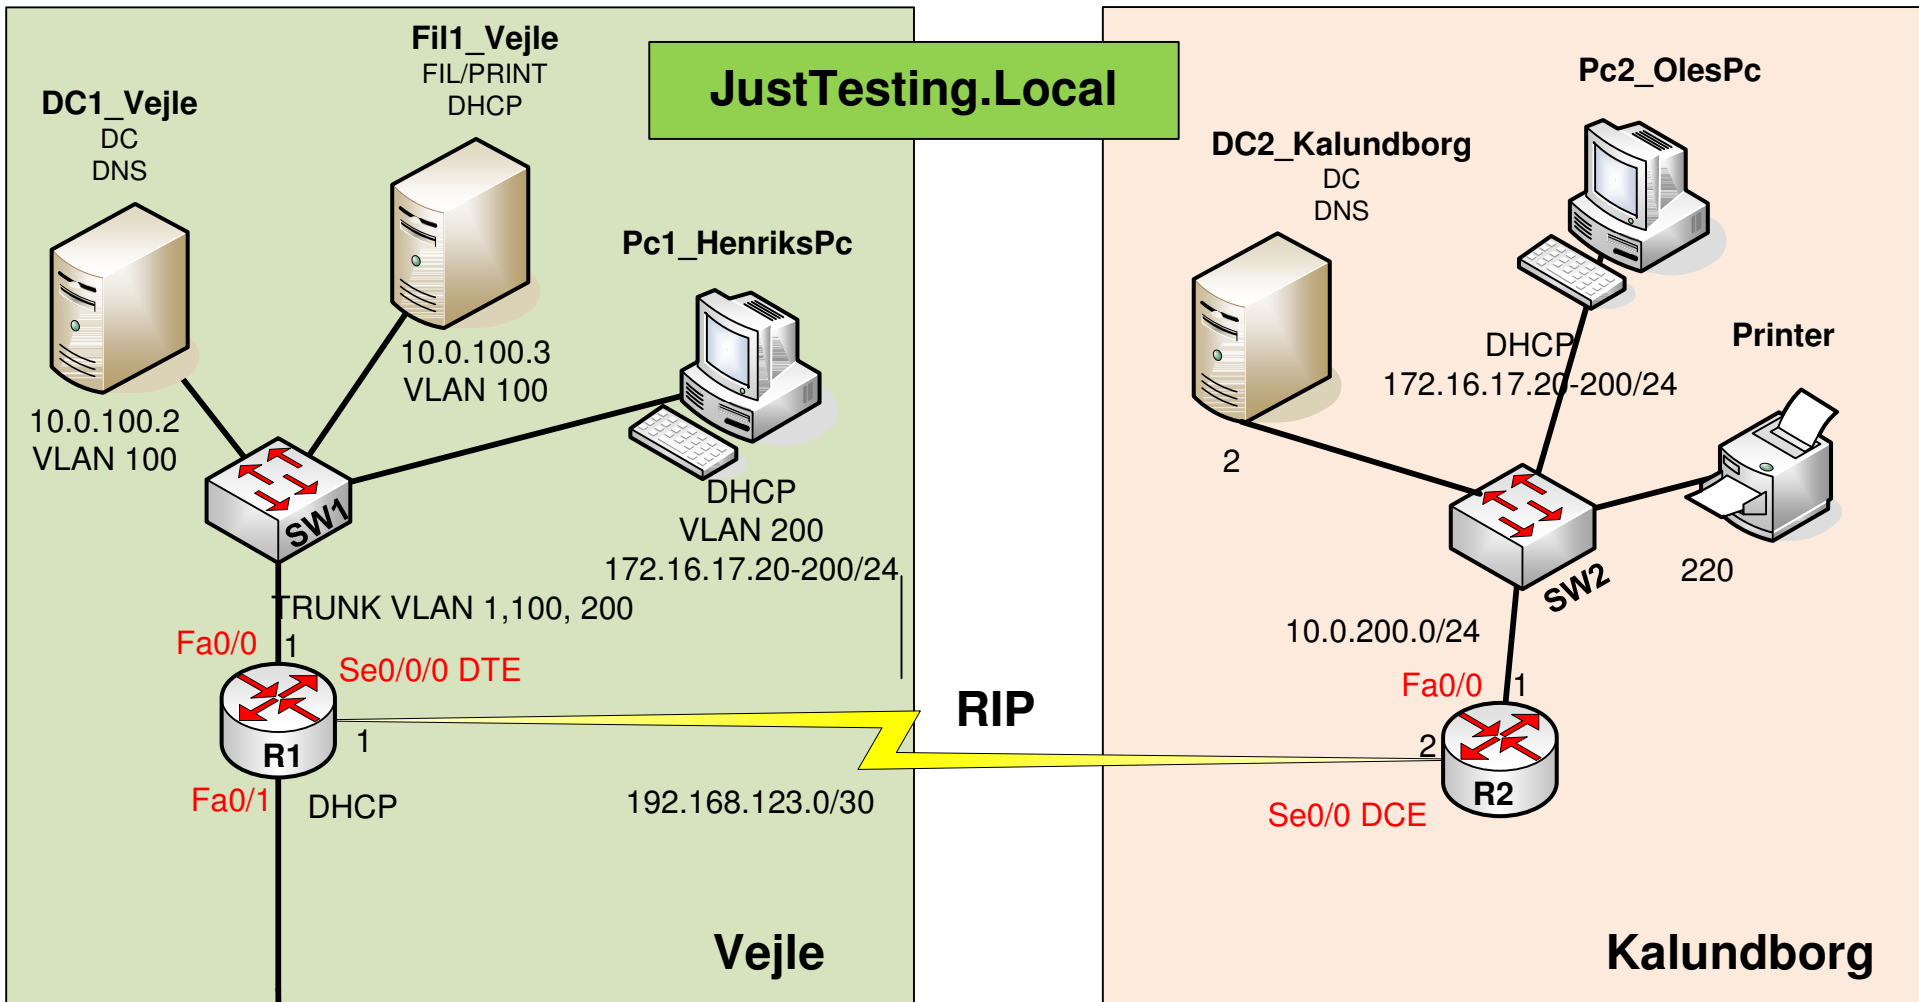 JustTesting.Local
DC1_Vejle
DC
DNS
10.0.100.2
VLAN 100
Fil1_Vejle
FIL/PRINT
DHCP
10.0.100.3
VLAN 100
Pc1_HenriksPc
DHCP
VLAN 200
172.16.17.20-200/24
SW1
TRUNK VLAN 1,100, 200
Fa0/0
1
Se0/0/0 DTE
R1
1
Fa0/1
DHCP
192.168.123.0/30
Vejle
RIP
DC2_Kalundborg
DC
DNS
2
Pc2_OlesPc
DHCP
172.16.17.20-200/24
Printer
220
SW2
10.0.200.0/24
Fa0/0
1
2
R2
Se0/0 DCE
Kalundborg